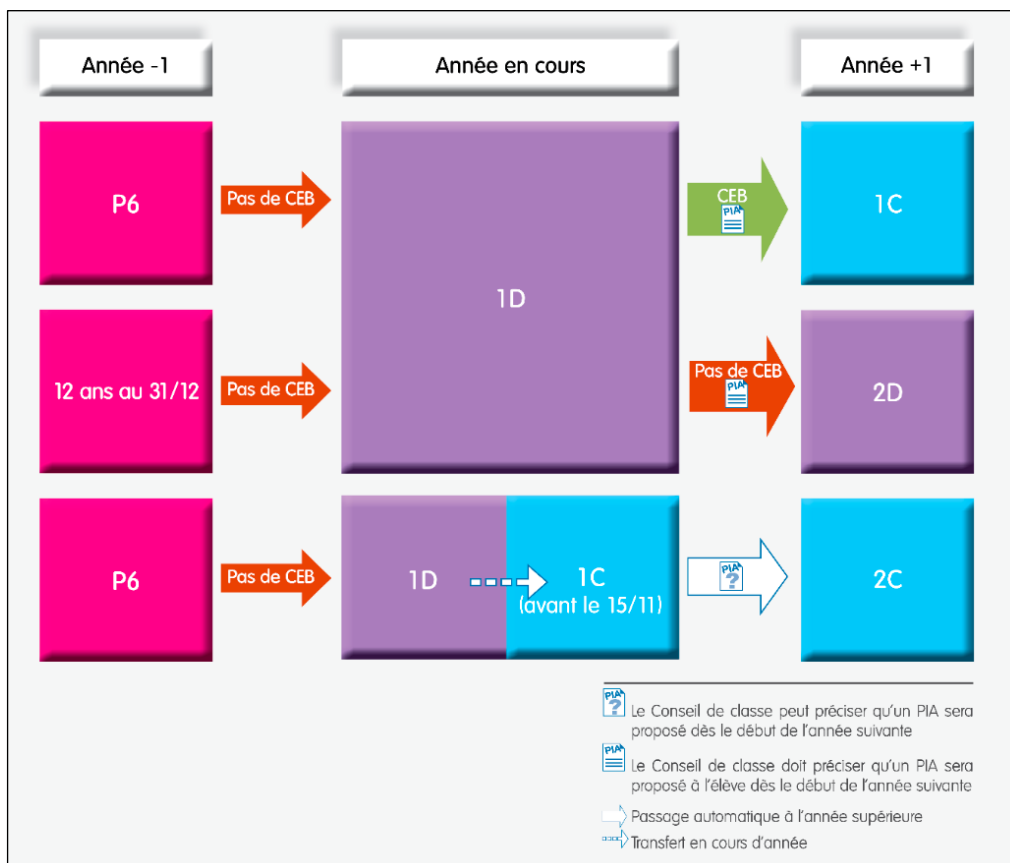 Année -1
Année en cours
Année +1
P6
Pas de CEB
1D
CEB
PIA
1C
12 ans au 31/12
Pas de CEB
Pas de CEB
PIA
2D
P6
Pas de CEB
1D
1C
(avant le 15/11)
PIA
?
2C
PIA
?
Le Conseil de classe peut préciser qu'un PIA sera
proposé dès le début de l'année suivante
PIA
Le Conseil de classe doit préciser qu'un PIA sera
proposé à l'élève dès le début de l'année suivante
Passage automatique à l'année supérieure
Transfert en cours d'année